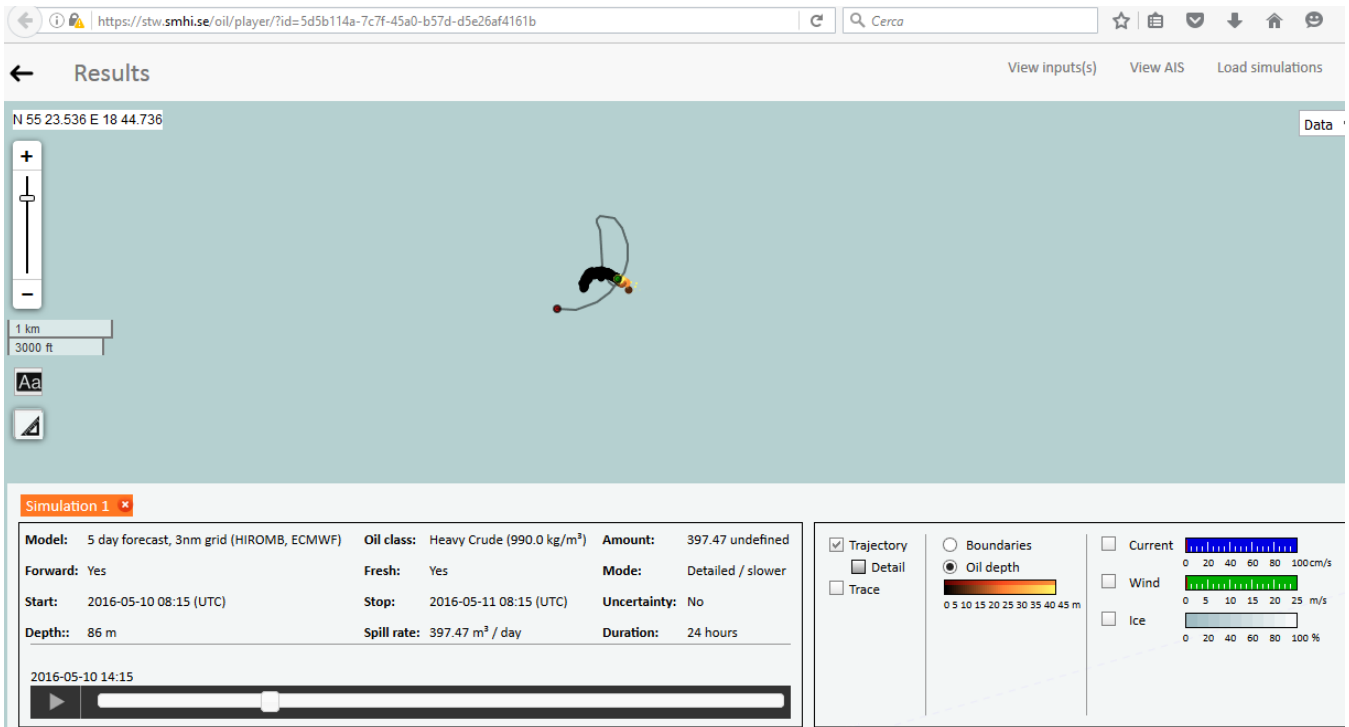 https://stw.smhi.se/oil/player/?id=5d5b114a-7c7f-45a0-b57d-d5e26af4161b
Cerca
Results
View inputs(s) View AIS Load simulations
N 55 23.536 E 18 44.736
Data
+
−
1 km
3000 ft
Aa
Simulation 1
Model: 5 day forecast, 3nm grid (HIROMB, ECMWF) Oil class: Heavy Crude (990.0 kg/m³) Amount: 397.47 undefined
Forward: Yes Fresh: Yes Mode: Detailed / slower
Start: 2016-05-10 08:15 (UTC) Stop: 2016-05-11 08:15 (UTC) Uncertainty: No
Depth:: 86 m Spill rate: 397.47 m³ / day Duration: 24 hours
2016-05-10 14:15
Trajectory
Detail
Trace
Boundaries
Oil depth
0 5 10 15 20 25 30 35 40 45 m
Current
0 20 40 60 80 100cm/s
Wind
0 5 10 15 20 25 m/s
Ice
0 20 40 60 80 100 %